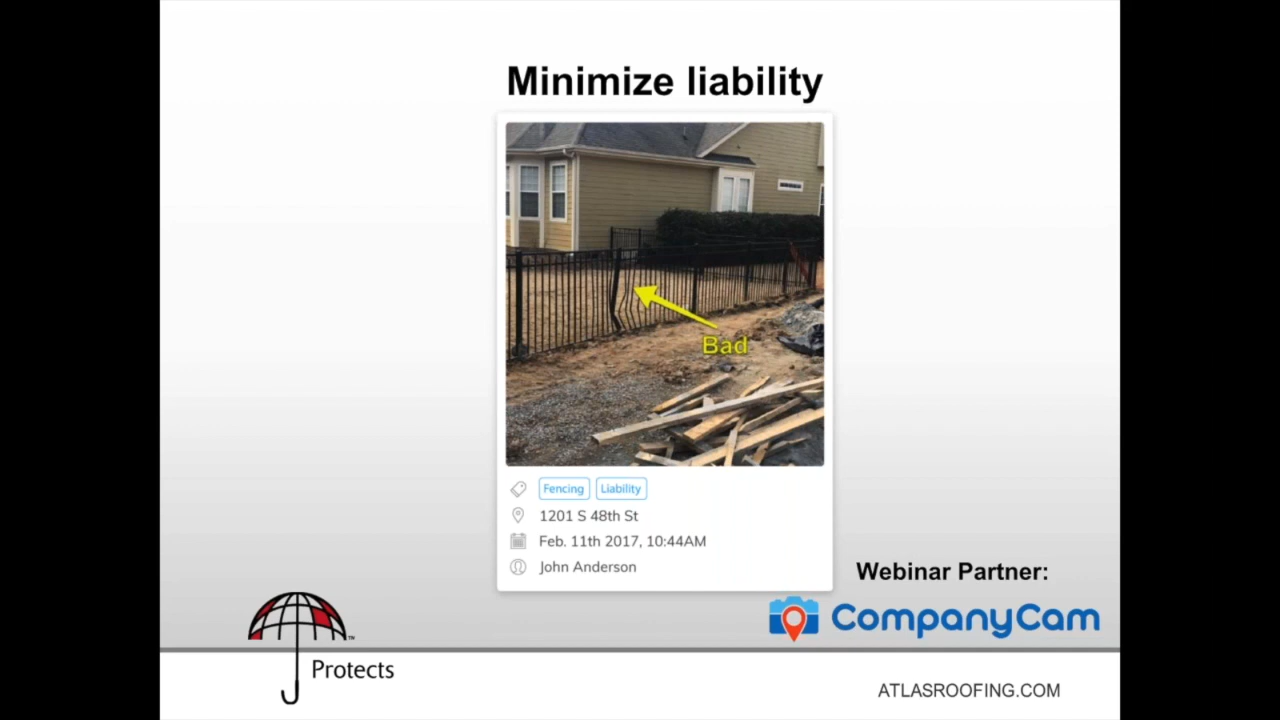 Minimize liability
Bad
Fencing Liability
1201 S 48th St
Feb. 11th 2017, 10:44AM
John Anderson
Webinar Partner:
CompanyCam
Protects
ATLASROOFING.COM